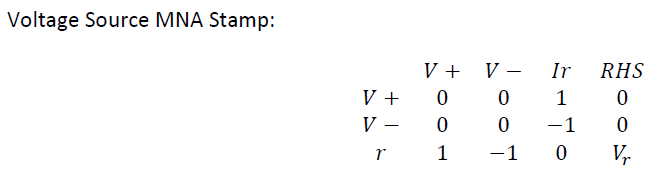 Voltage Source MNA Stamp:
V + V − Ir RHS
V + 0 0 1 0
V − 0 0 −1 0
r 1 −1 0 Vr